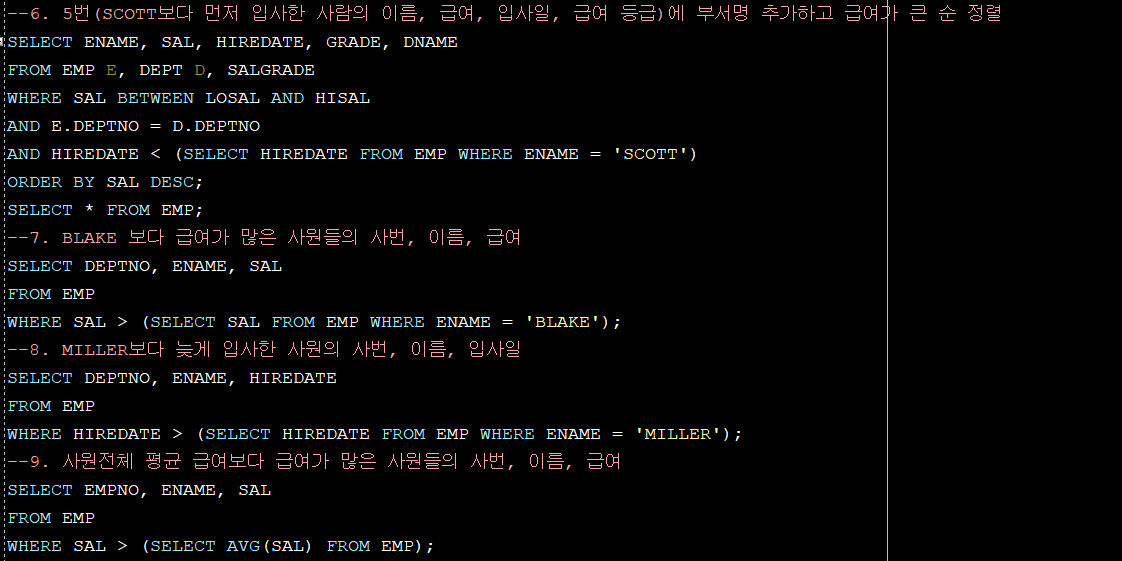 --6. 5번(SCOTT보다 먼저 입사한 사람의 이름, 급여, 입사일, 급여 등급)에 부서명 추가하고 급여가 큰 순 정렬
SELECT ENAME, SAL, HIREDATE, GRADE, DNAME
FROM EMP E, DEPT D, SALGRADE
WHERE SAL BETWEEN LOSAL AND HISAL
AND E.DEPTNO = D.DEPTNO
AND HIREDATE < (SELECT HIREDATE FROM EMP WHERE ENAME = 'SCOTT')
ORDER BY SAL DESC;
SELECT * FROM EMP;
--7. BLAKE 보다 급여가 많은 사원들의 사번, 이름, 급여
SELECT DEPTNO, ENAME, SAL
FROM EMP
WHERE SAL > (SELECT SAL FROM EMP WHERE ENAME = 'BLAKE');
--8. MILLER보다 늦게 입사한 사원의 사번, 이름, 입사일
SELECT DEPTNO, ENAME, HIREDATE
FROM EMP
WHERE HIREDATE > (SELECT HIREDATE FROM EMP WHERE ENAME = 'MILLER');
--9. 사원전체 평균 급여보다 급여가 많은 사원들의 사번, 이름, 급여
SELECT EMPNO, ENAME, SAL
FROM EMP
WHERE SAL > (SELECT AVG(SAL) FROM EMP);